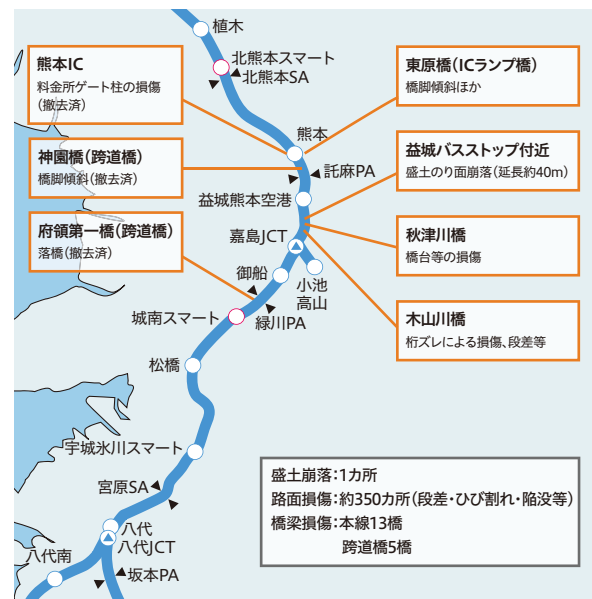 植木
北熊本スマート
北熊本SA
熊本IC
料金所ゲート柱の損傷
(撤去済)
東原橋(ICランプ橋)
橋脚傾斜ほか
熊本
神園橋(跨道橋)
橋脚傾斜(撤去済)
託麻PA
益城バスストップ付近
盛土のり面崩落(延長約40m)
益城熊本空港
府領第一橋(跨道橋)
落橋(撤去済)
嘉島JCT
秋津川橋
橋台等の損傷
御船
小池
高山
城南スマート
緑川PA
木山川橋
桁ズレによる損傷、段差等
松橋
宇城氷川スマート
宮原SA
盛土崩落:1カ所
路面損傷:約350カ所(段差・ひび割れ・陥没等)
橋梁損傷:本線13橋
跨道橋5橋
八代
八代JCT
八代南
坂本PA